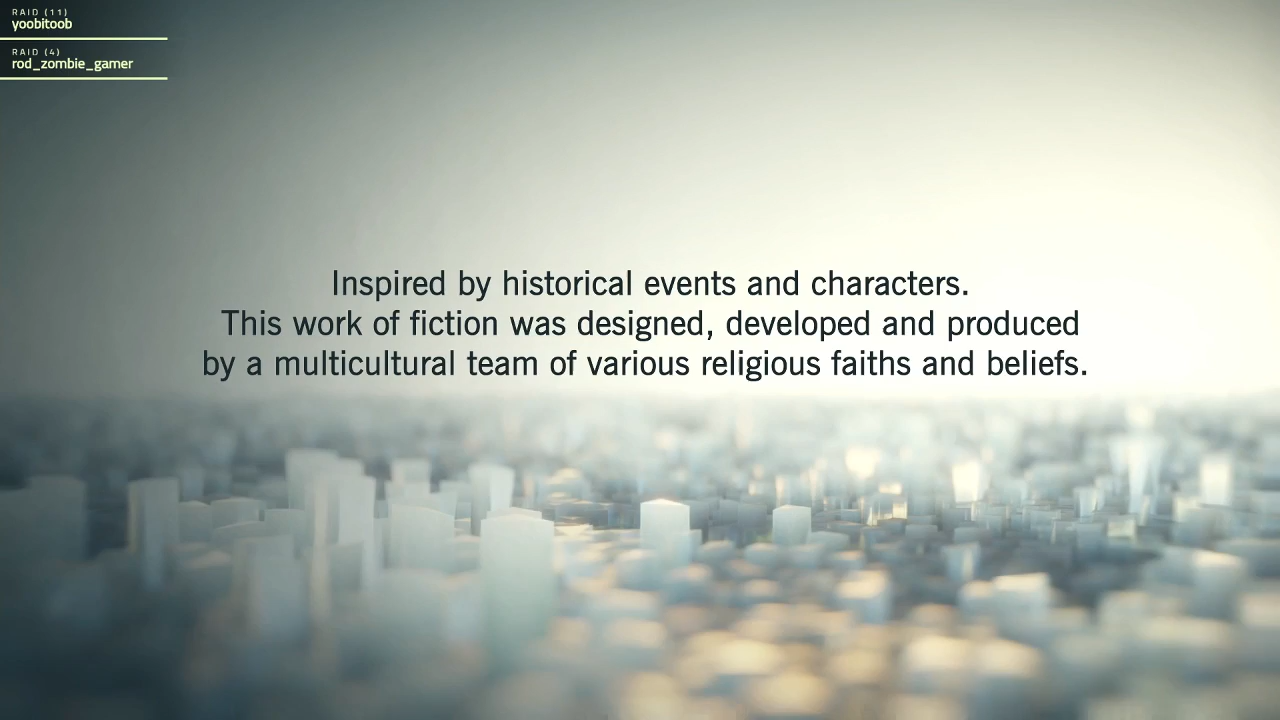 RAID (11)
yoobitoob
RAID (4)
rod_zombie_gamer
Inspired by historical events and characters.
This work of fiction was designed, developed and produced
by a multicultural team of various religious faiths and beliefs.